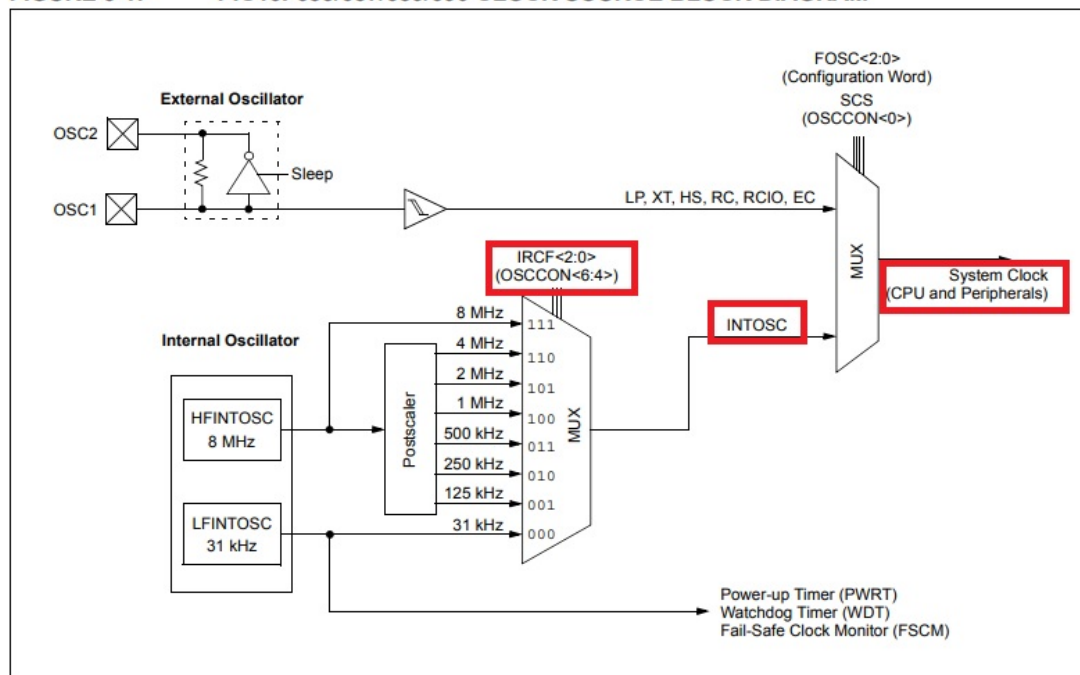 FOSC<2:0>
(Configuration Word)
SCS
(OSCCON<0>)
External Oscillator
OSC2
Sleep
OSC1
LP, XT, HS, RC, RCIO, EC
MUX
System Clock
(CPU and Peripherals)
IRCF<2:0>
(OSCCON<6:4>)
INTOSC
Internal Oscillator
HFINTOSC
8 MHz
LFINTOSC
31 kHz
Postscaler
8 MHz
4 MHz
2 MHz
1 MHz
500 kHz
250 kHz
125 kHz
31 kHz
111
110
101
100
011
010
001
000
MUX
Power-up Timer (PWRT)
Watchdog Timer (WDT)
Fail-Safe Clock Monitor (FSCM)